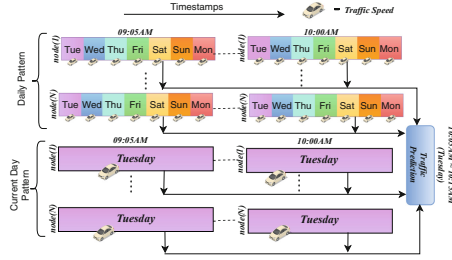 Timestamps
- Traffic Speed
09:05AM
10:00AM
Daily Pattern
node(1)
Tue Wed Thu Fri Sat Sun Mon
node(1)
Tue Wed Thu Fri Sat Sun Mon
node(N)
Tue Wed Thu Fri Sat Sun Mon
node(N)
Tue Wed Thu Fri Sat Sun Mon
Traffic
Prediction
(Tuesday)
Current Day
Pattern
09:05AM
10:00AM
node(1)
Tuesday
node(1)
Tuesday
node(N)
Tuesday
node(N)
Tuesday